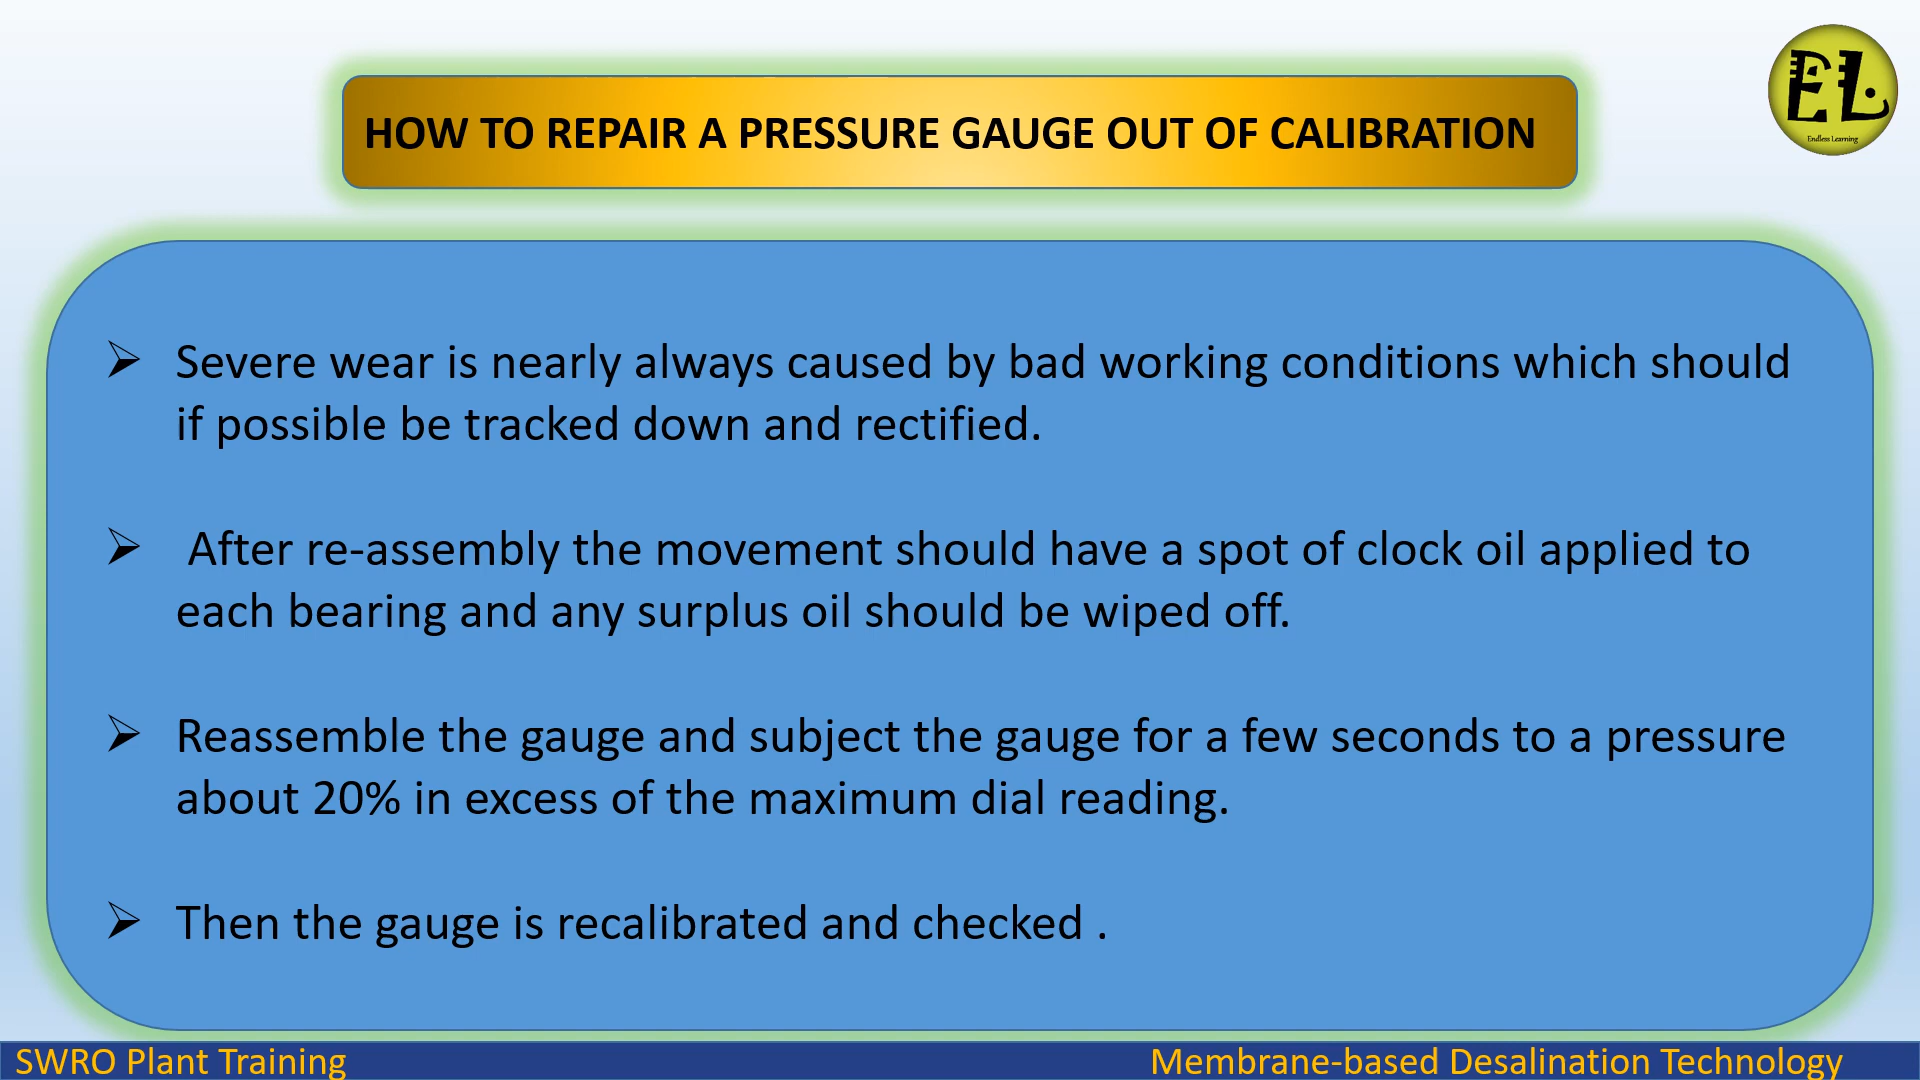 EL
Endless Learning
HOW TO REPAIR A PRESSURE GAUGE OUT OF CALIBRATION
➢ Severe wear is nearly always caused by bad working conditions which should
if possible be tracked down and rectified.
➢ After re-assembly the movement should have a spot of clock oil applied to
each bearing and any surplus oil should be wiped off.
➢ Reassemble the gauge and subject the gauge for a few seconds to a pressure
about 20% in excess of the maximum dial reading.
➢ Then the gauge is recalibrated and checked .
SWRO Plant Training
Membrane-based Desalination Technology